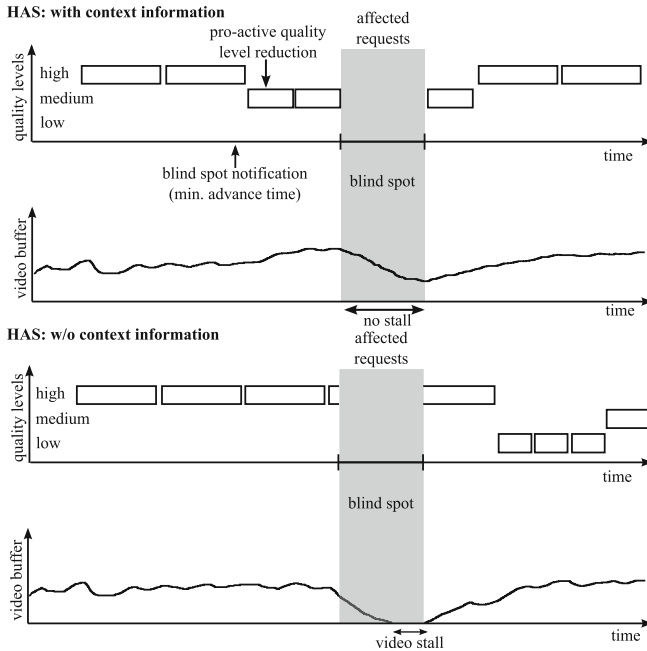 HAS: with context information
affected
requests
pro-active quality
level reduction
quality levels
high
medium
low
time
blind spot notification
(min. advance time)
blind spot
video buffer
time
no stall
HAS: w/o context information
affected
requests
quality levels
high
medium
low
time
blind spot
video buffer
time
video stall